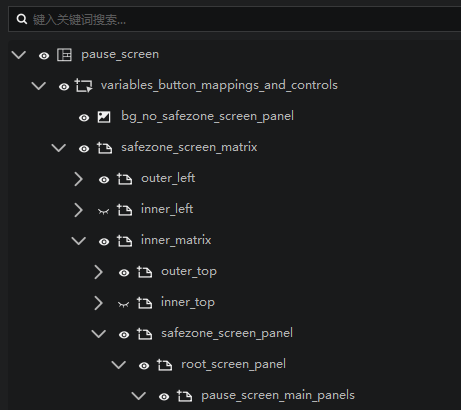 键入关键词搜索...
pause_screen
variables_button_mappings_and_controls
bg_no_safezone_screen_panel
safezone_screen_matrix
outer_left
inner_left
inner_matrix
outer_top
inner_top
safezone_screen_panel
root_screen_panel
pause_screen_main_panels